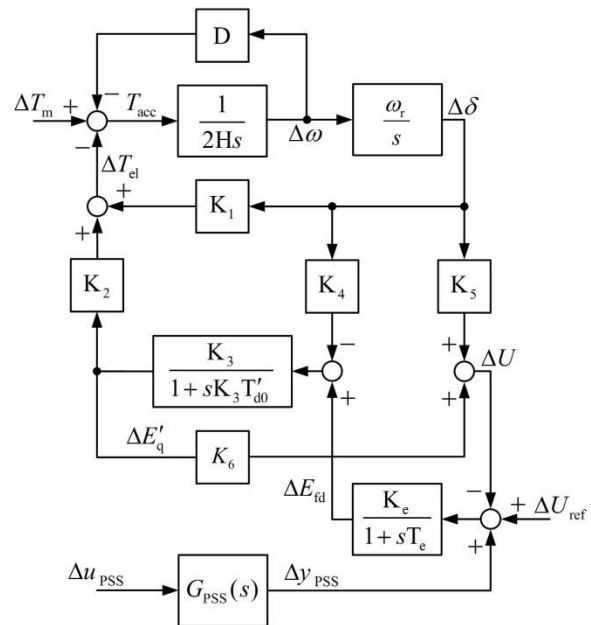 D
−
ΔT_m + T_acc 1/(2Hs) Δω ω_r/s Δδ
− ΔT_el
+ + K_1
K_2 K_4 K_5
K_3/(1 + sK_3T′_d0) − + + + ΔU
ΔE′_q K_6
ΔE_fd K_e/(1 + sT_e) − + + ΔU_ref
Δu_PSS G_PSS(s) Δy_PSS